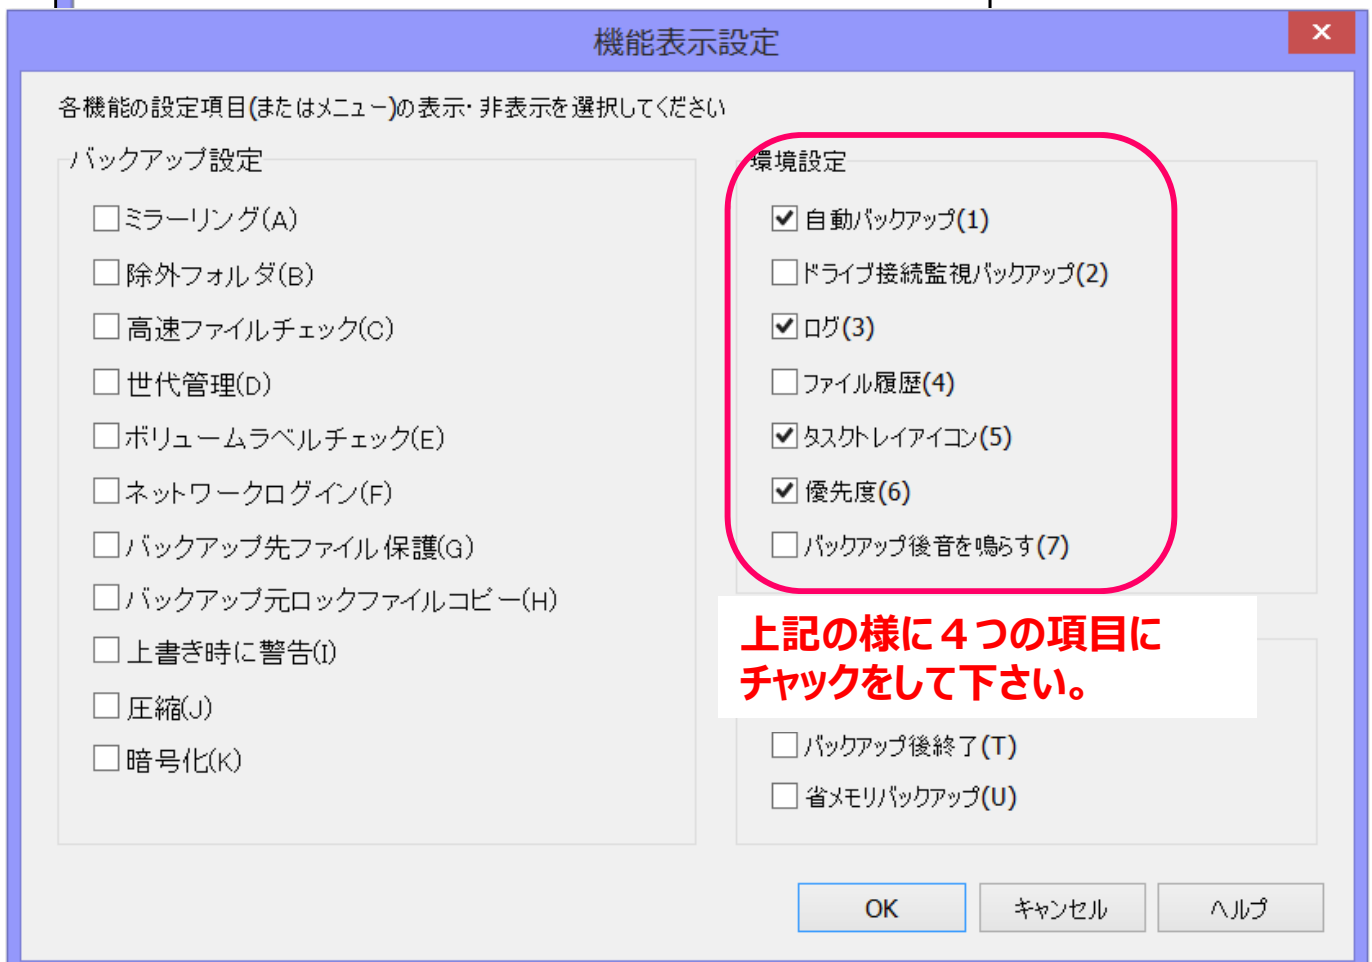 機能表示設定
各機能の設定項目(またはメニュー)の表示・非表示を選択してください
バックアップ設定
ミラーリング(A)
除外フォルダ(B)
高速ファイルチェック(C)
世代管理(D)
ボリュームラベルチェック(E)
ネットワークログイン(F)
バックアップ先ファイル保護(G)
バックアップ元ロックファイルコピー(H)
上書き時に警告(I)
圧縮(J)
暗号化(K)
環境設定
自動バックアップ(1)
ドライブ接続監視バックアップ(2)
ログ(3)
ファイル履歴(4)
タスクトレイアイコン(5)
優先度(6)
バックアップ後音を鳴らす(7)
上記の様に４つの項目に
チャックをして下さい。
バックアップ後終了(T)
省メモリバックアップ(U)
OK
キャンセル
ヘルプ